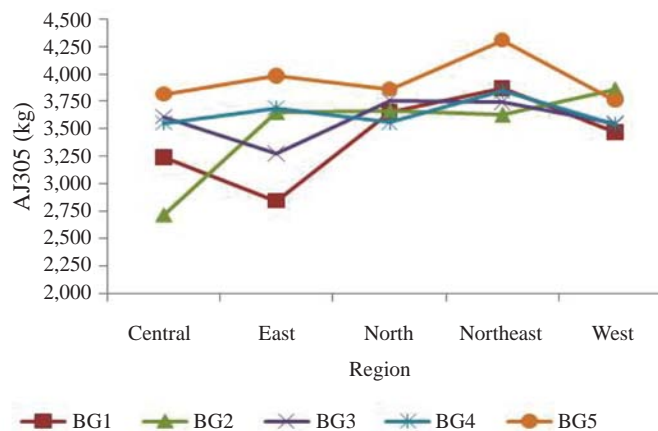 4,500
4,250
4,000
3,750
3,500
3,250
3,000
2,750
2,500
2,250
2,000
AJ305 (kg)
Central East North Northeast West
Region
BG1 BG2 BG3 BG4 BG5